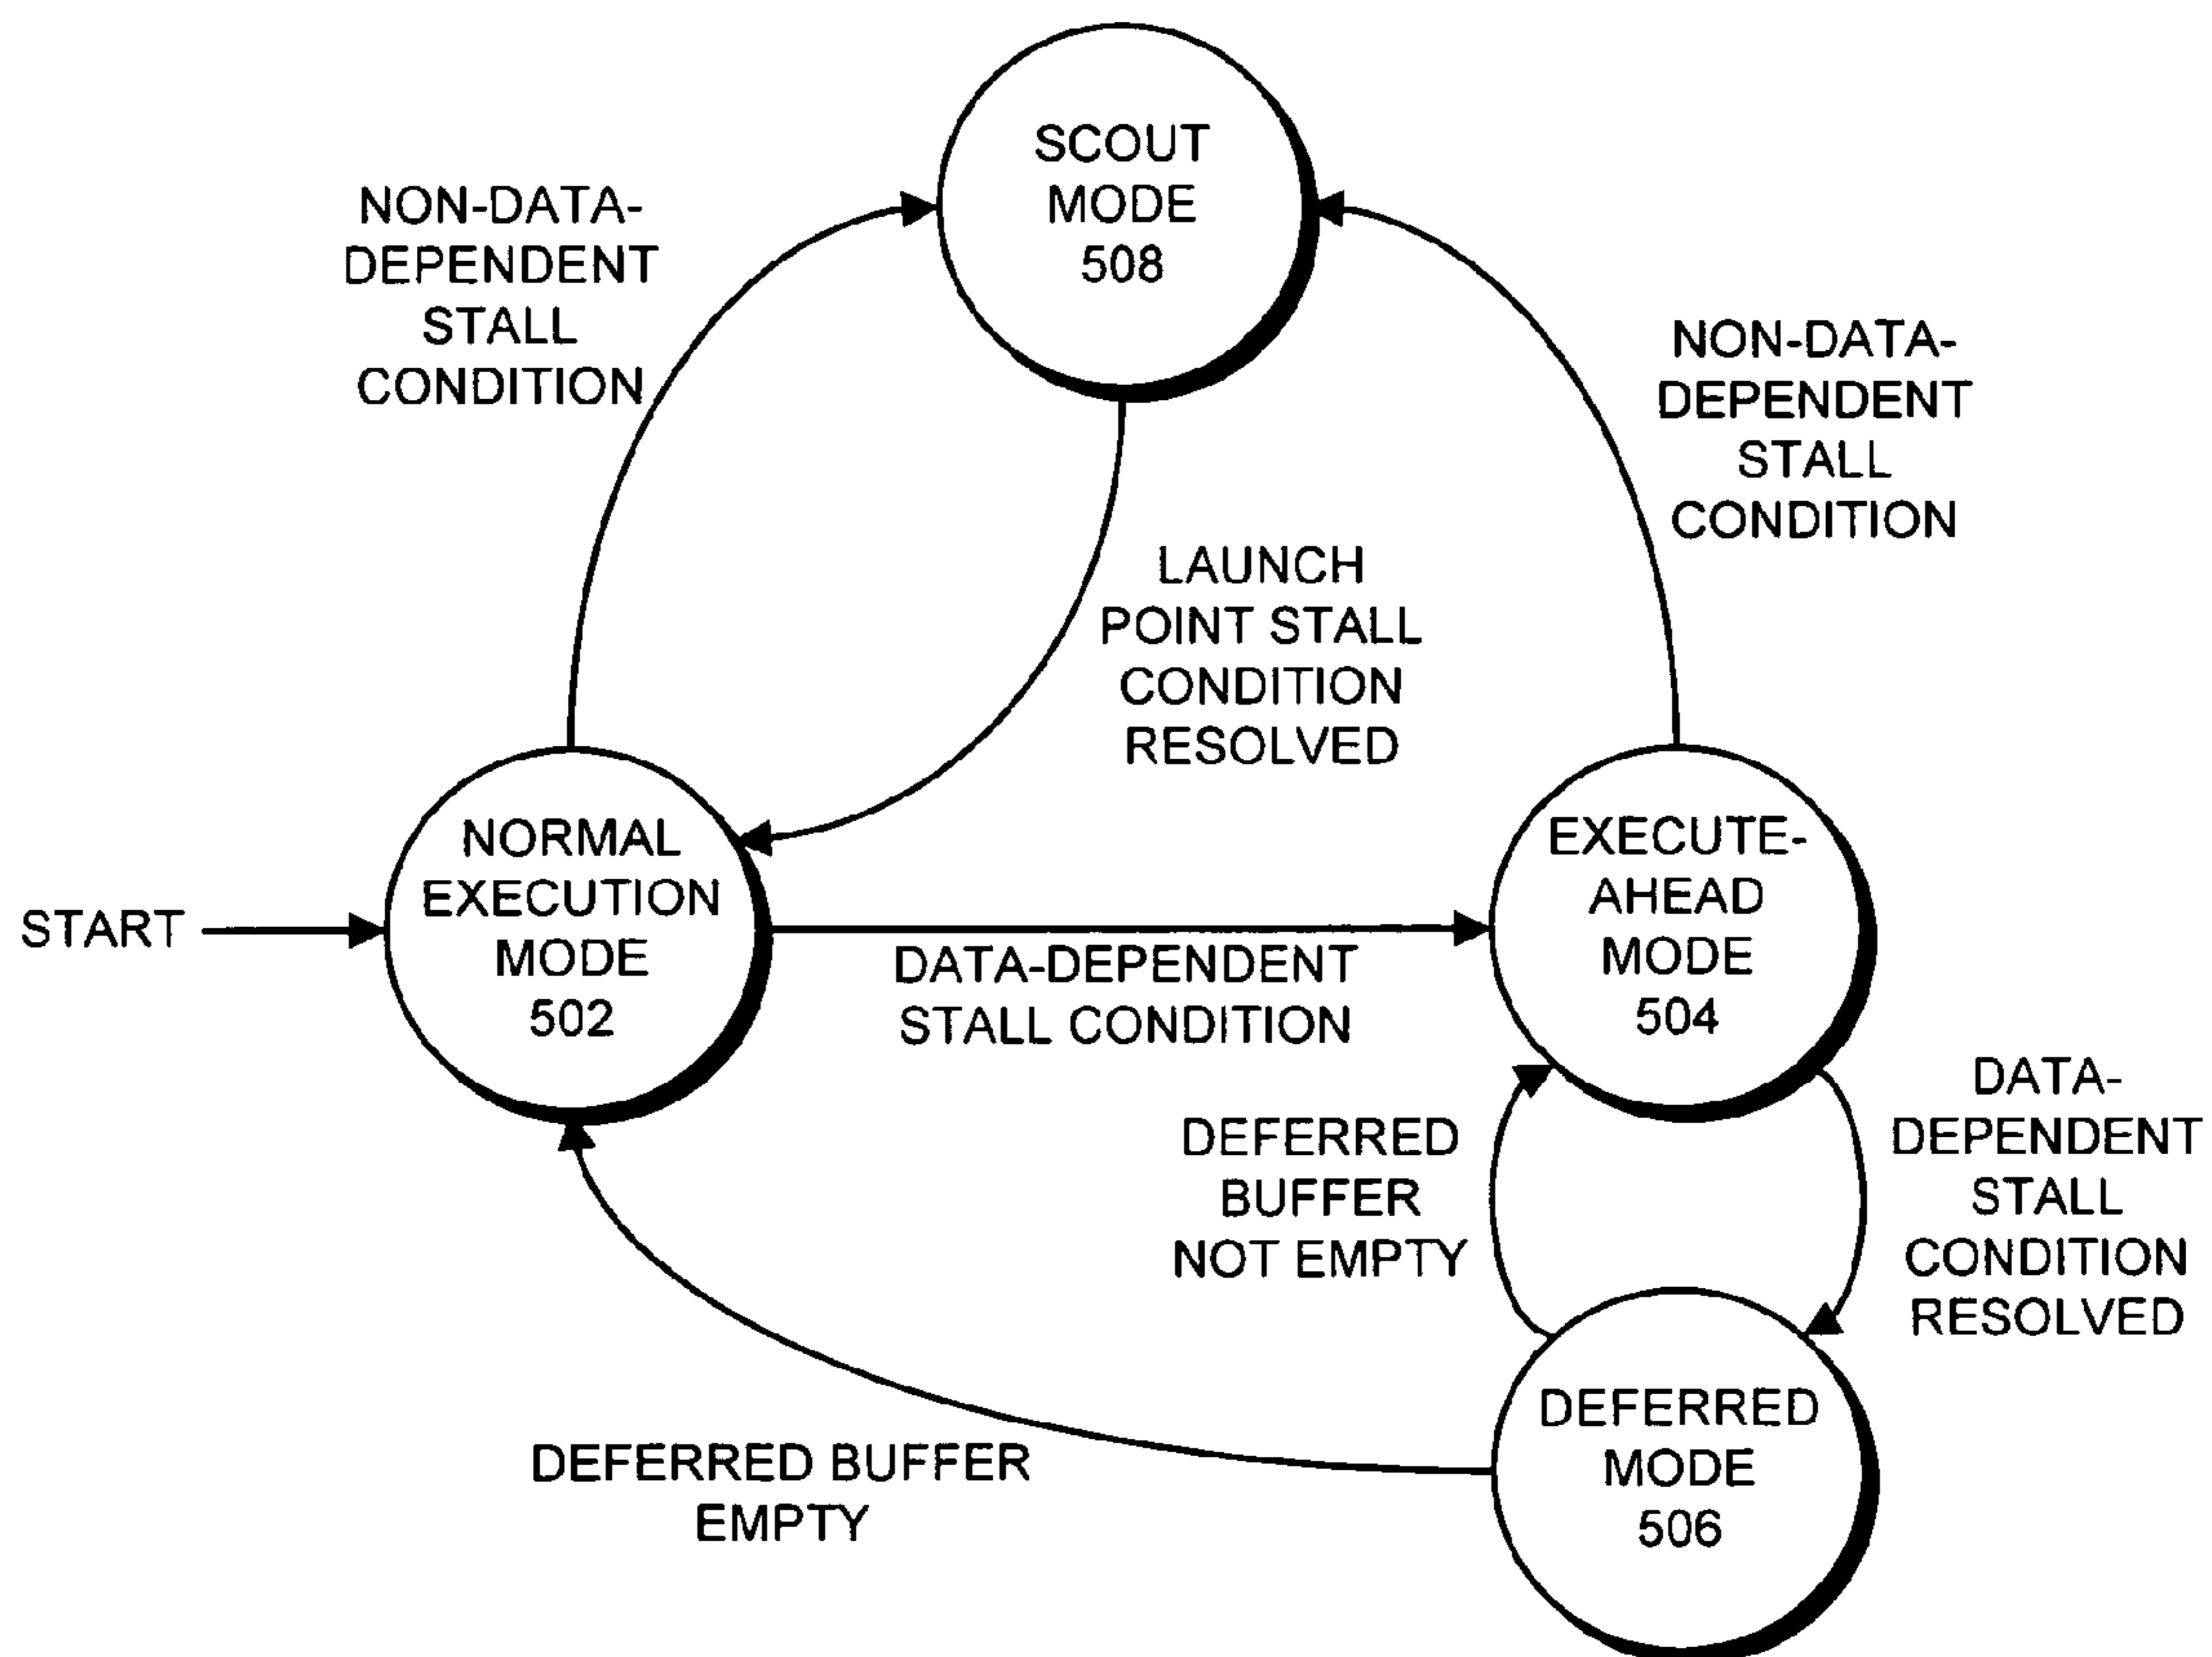 SCOUT
MODE
508
NON-DATA-
DEPENDENT
STALL
CONDITION
NON-DATA-
DEPENDENT
STALL
CONDITION
LAUNCH
POINT STALL
CONDITION
RESOLVED
START
NORMAL
EXECUTION
MODE
502
DATA-DEPENDENT
STALL CONDITION
EXECUTE-
AHEAD
MODE
504
DEFERRED
BUFFER
NOT EMPTY
DATA-
DEPENDENT
STALL
CONDITION
RESOLVED
DEFERRED BUFFER
EMPTY
DEFERRED
MODE
506